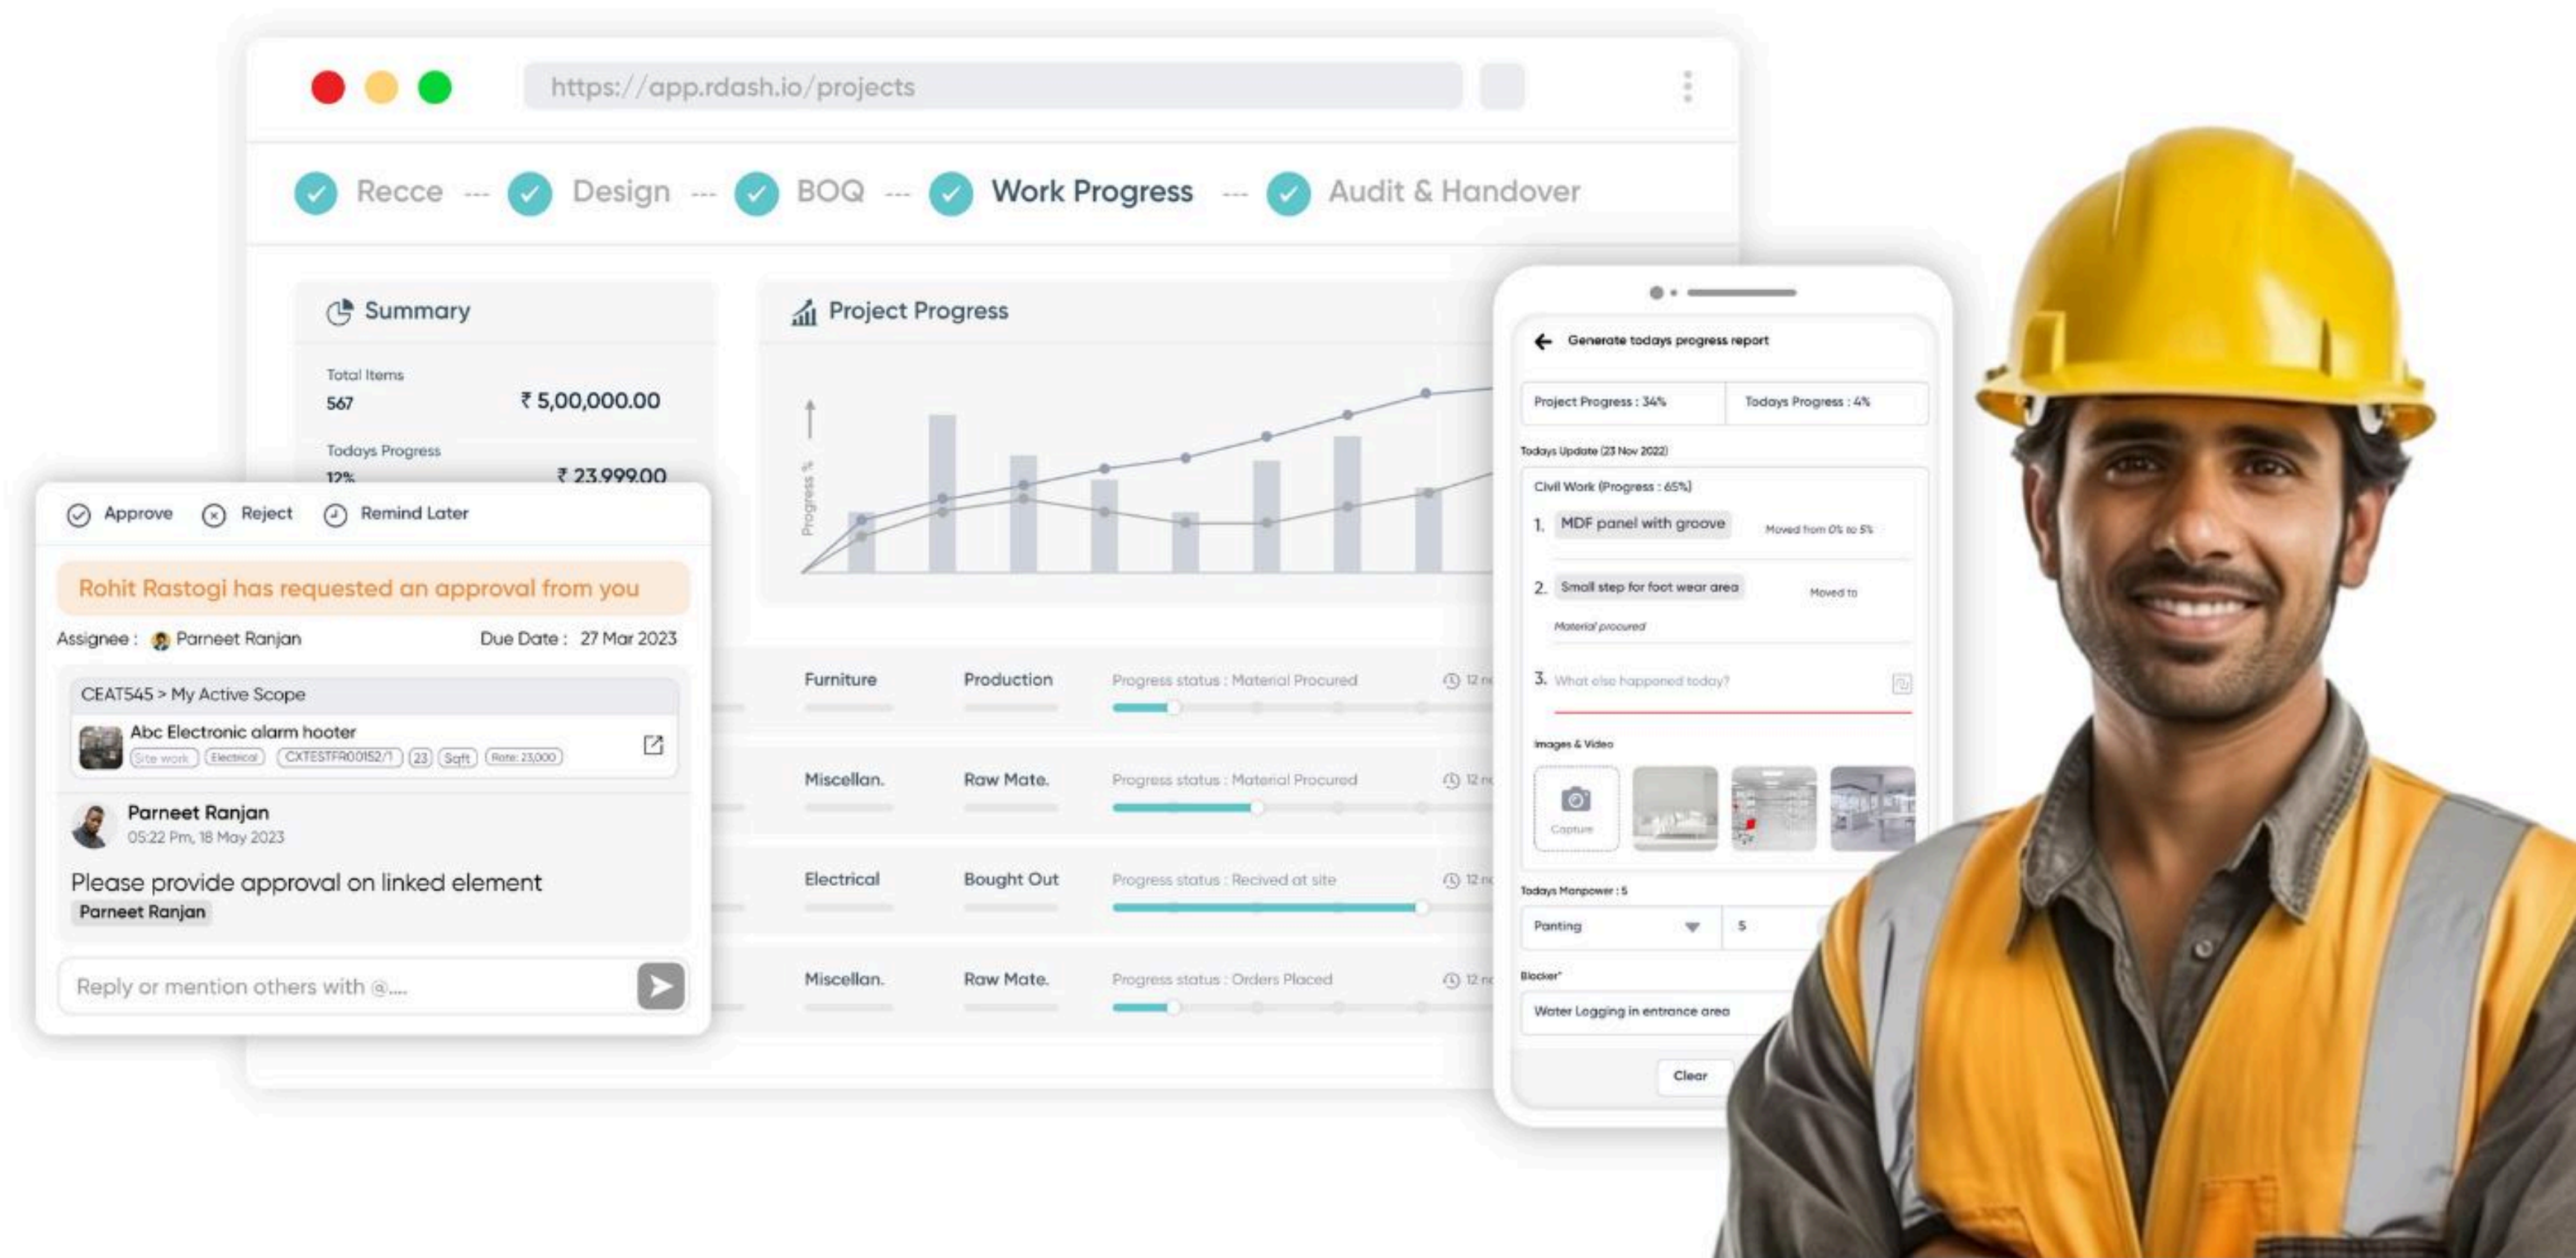 https://app.rdash.io/projects
Recce --- Design --- BOQ --- Work Progress --- Audit & Handover
Summary
Total Items
567 ₹ 5,00,000.00
Todays Progress
12% ₹ 23,999.00
Project Progress
Progress %
Furniture Production Progress status : Material Procured 12
Miscellan. Raw Mate. Progress status : Material Procured 12
Electrical Bought Out Progress status : Recived at site 12
Miscellan. Raw Mate. Progress status : Orders Placed 12
Approve Reject Remind Later
Rohit Rastogi has requested an approval from you
Assignee : Parneet Ranjan Due Date : 27 Mar 2023
CEAT545 > My Active Scope
Abc Electronic alarm hooter
Site work Electrical CXTESTFR00152/1 23 Sqft Rate: 23,000
Parneet Ranjan
05:22 Pm, 18 May 2023
Please provide approval on linked element
Parneet Ranjan
Reply or mention others with @....
Generate todays progress report
Project Progress : 34% Todays Progress : 4%
Todays Update (23 Nov 2022)
Civil Work (Progress : 65%)
1. MDF panel with groove Moved from 0% to 5%
2. Small step for foot wear area Moved to
Material procured
3. What else happened today?
Images & Video
Capture
Todays Manpower : 5
Panting 5
Blocker*
Water Logging in entrance area
Clear